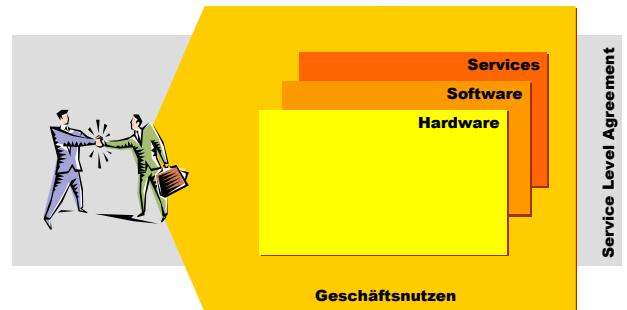 Services
Software
Hardware
Geschäftsnutzen
Service Level Agreement